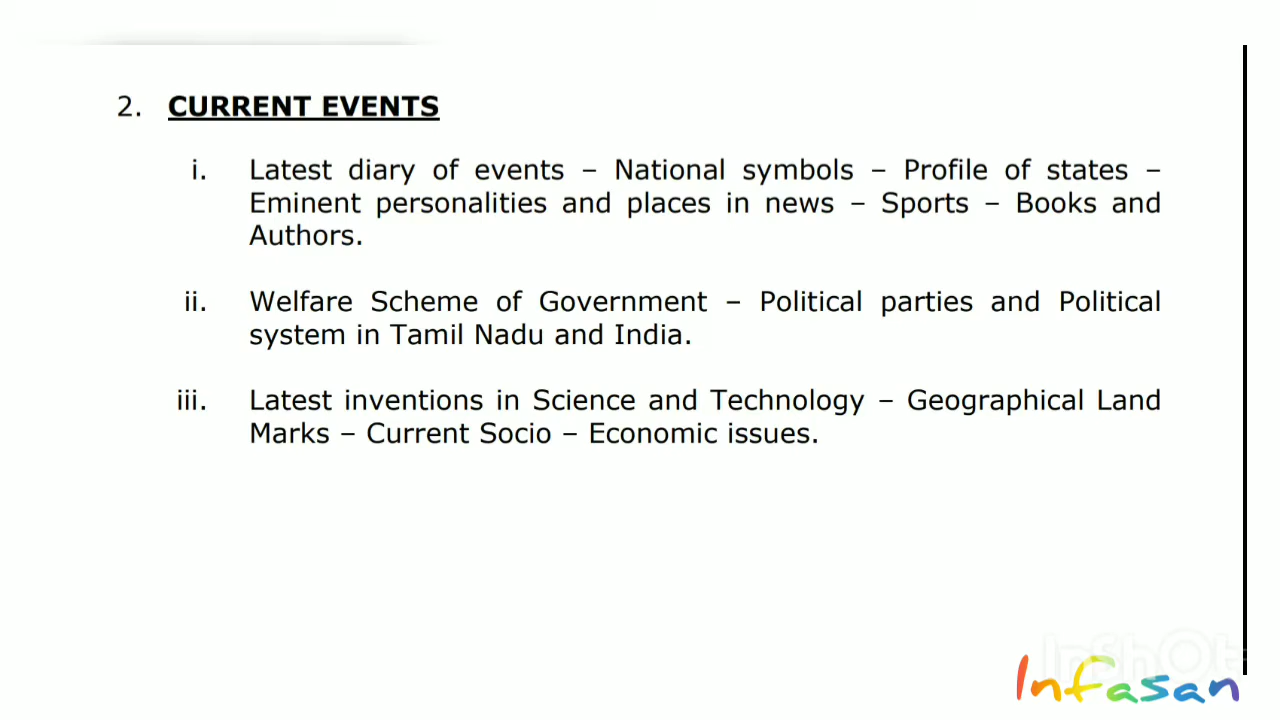 2. CURRENT EVENTS
i. Latest diary of events – National symbols – Profile of states –
Eminent personalities and places in news – Sports – Books and
Authors.
ii. Welfare Scheme of Government – Political parties and Political
system in Tamil Nadu and India.
iii. Latest inventions in Science and Technology – Geographical Land
Marks – Current Socio – Economic issues.
InShOt
Infasan